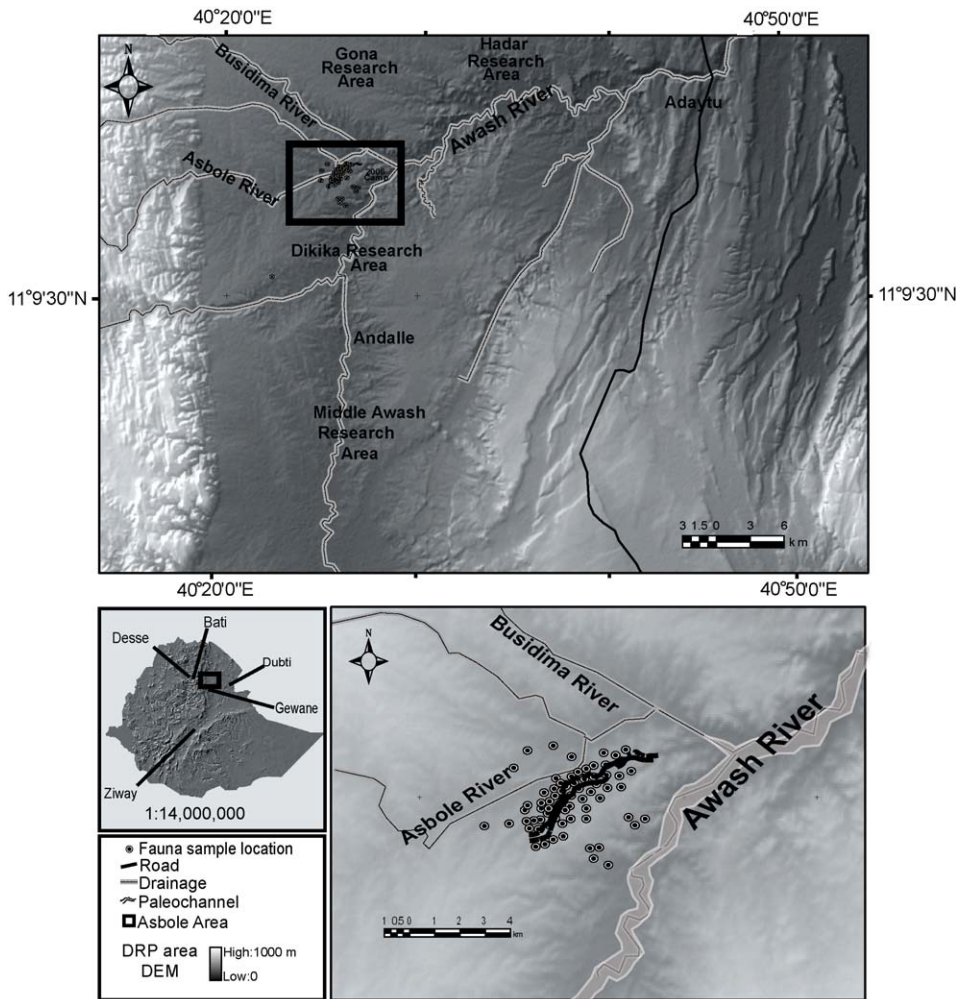 40°20'0"E
40°50'0"E
N
Busidima River
Gona
Research
Area
Hadar
Research
Area
Awash River
Adaytu
Asbole River
2006
Camp
Dikika Research
Area
11°9'30"N
11°9'30"N
Andalle
Middle Awash
Research
Area
3 1.5 0 3 6
km
40°20'0"E
40°50'0"E
Bati
Desse
Dubti
Gewane
Ziway
1:14,000,000
Fauna sample location
Road
Drainage
Paleochannel
Asbole Area
DRP area
DEM
High:1000 m
Low:0
N
Busidima River
Awash River
Asbole River
1 0.5 0 1 2 3 4
km